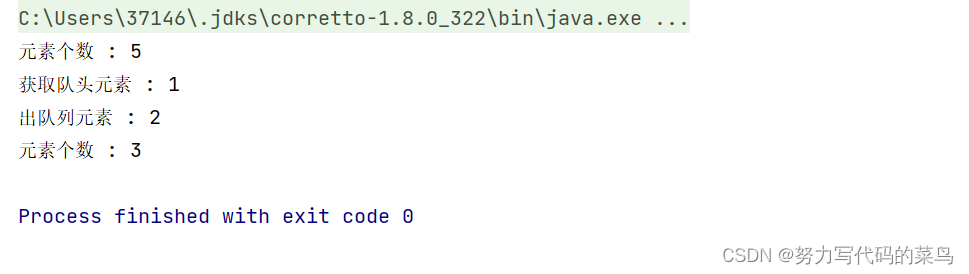 C:\Users\37146\.jdks\corretto-1.8.0_322\bin\java.exe ...
元素个数 : 5
获取队头元素 : 1
出队列元素 : 2
元素个数 : 3
Process finished with exit code 0
CSDN @努力写代码的菜鸟